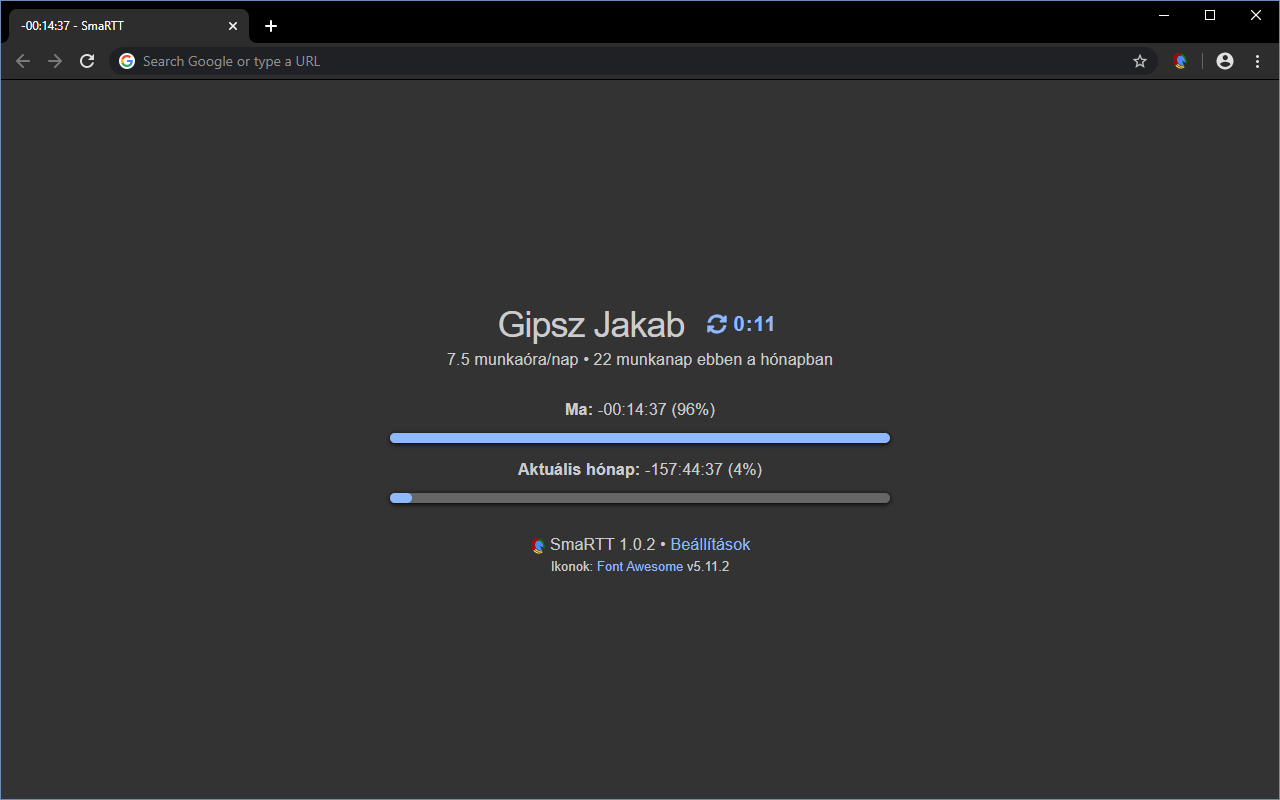 -00:14:37 - SmaRTT
Search Google or type a URL
Gipsz Jakab 0:11
7.5 munkaóra/nap • 22 munkanap ebben a hónapban
Ma: -00:14:37 (96%)
Aktuális hónap: -157:44:37 (4%)
SmaRTT 1.0.2 • Beállítások
Ikonok: Font Awesome v5.11.2